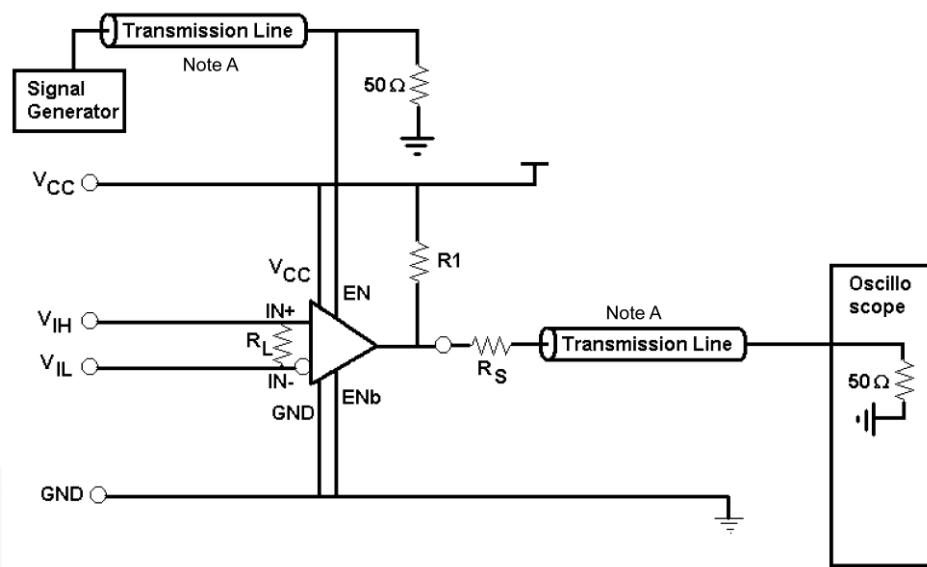 Transmission Line
Note A
Signal
Generator
50 Ω
VCC
VCC
R1
EN
IN+
VIH
RL
VIL
IN-
ENb
GND
RS
Note A
Transmission Line
Oscillo
scope
50 Ω
GND